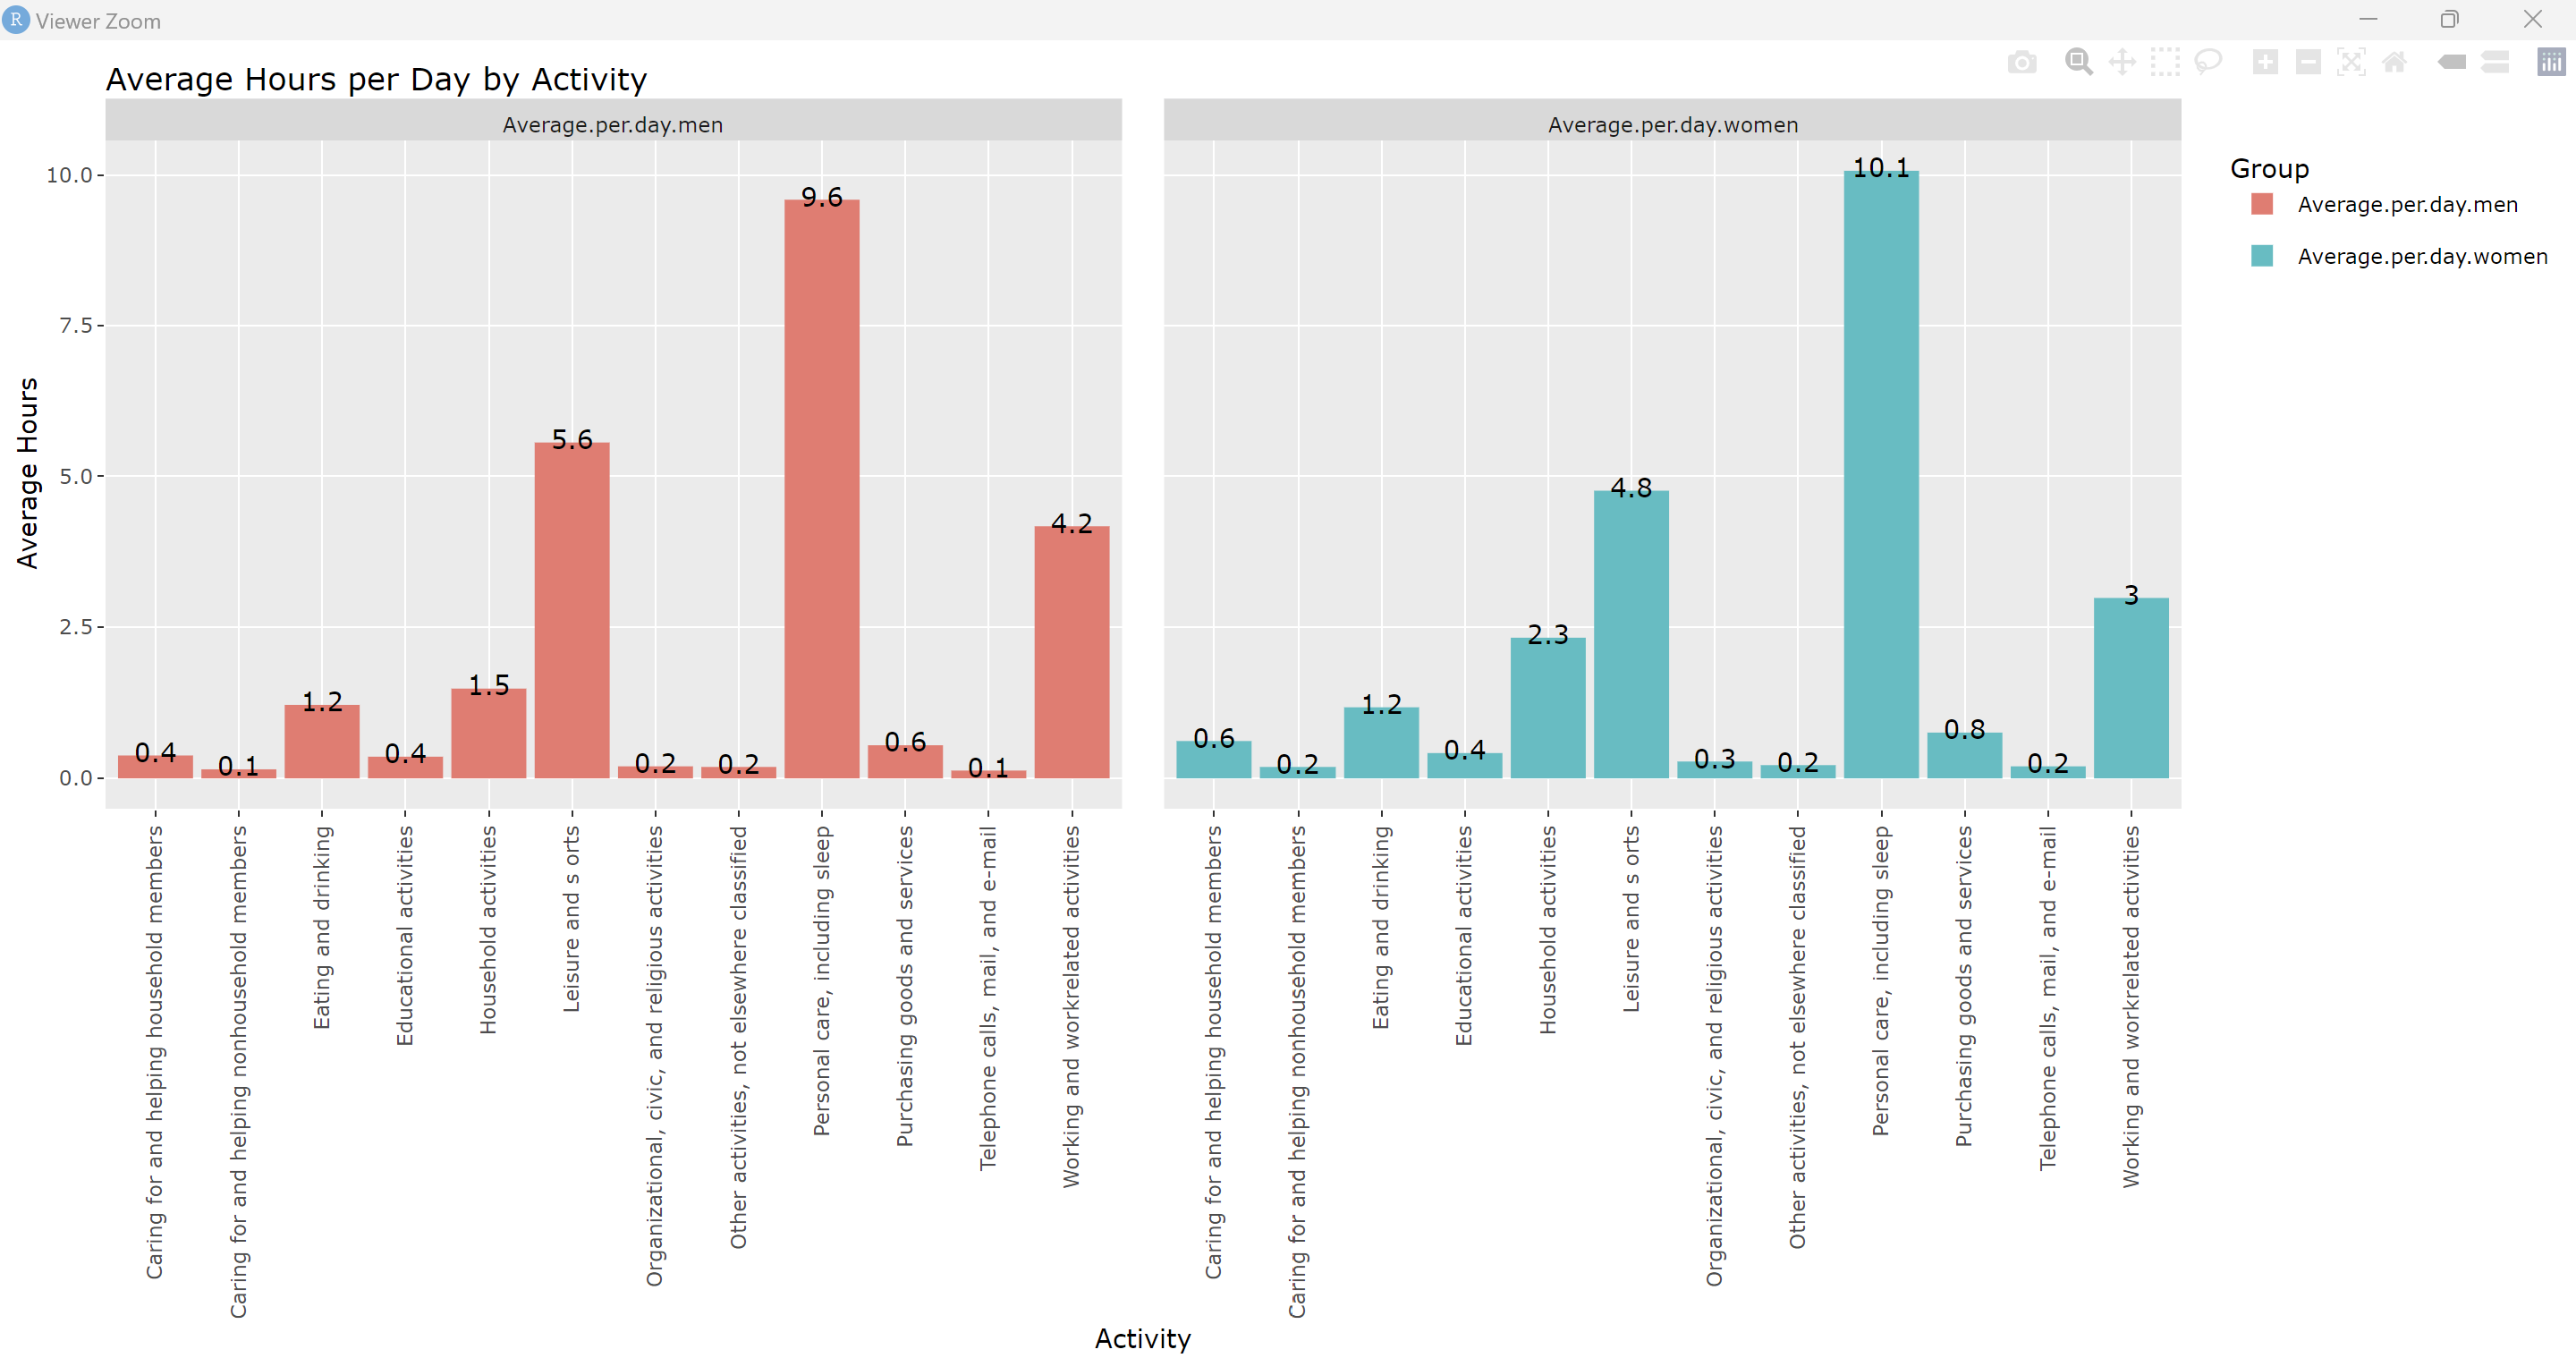 R Viewer Zoom
Average Hours per Day by Activity
Average.per.day.men
Average.per.day.women
Average Hours
10.0
7.5
5.0
2.5
0.0
0.4
0.1
1.2
0.4
1.5
5.6
0.2
0.2
9.6
0.6
0.1
4.2
0.6
0.2
1.2
0.4
2.3
4.8
0.3
0.2
10.1
0.8
0.2
3
Caring for and helping household members
Caring for and helping nonhousehold members
Eating and drinking
Educational activities
Household activities
Leisure and s orts
Organizational, civic, and religious activities
Other activities, not elsewhere classified
Personal care, including sleep
Purchasing goods and services
Telephone calls, mail, and e-mail
Working and workrelated activities
Caring for and helping household members
Caring for and helping nonhousehold members
Eating and drinking
Educational activities
Household activities
Leisure and s orts
Organizational, civic, and religious activities
Other activities, not elsewhere classified
Personal care, including sleep
Purchasing goods and services
Telephone calls, mail, and e-mail
Working and workrelated activities
Activity
Group
Average.per.day.men
Average.per.day.women